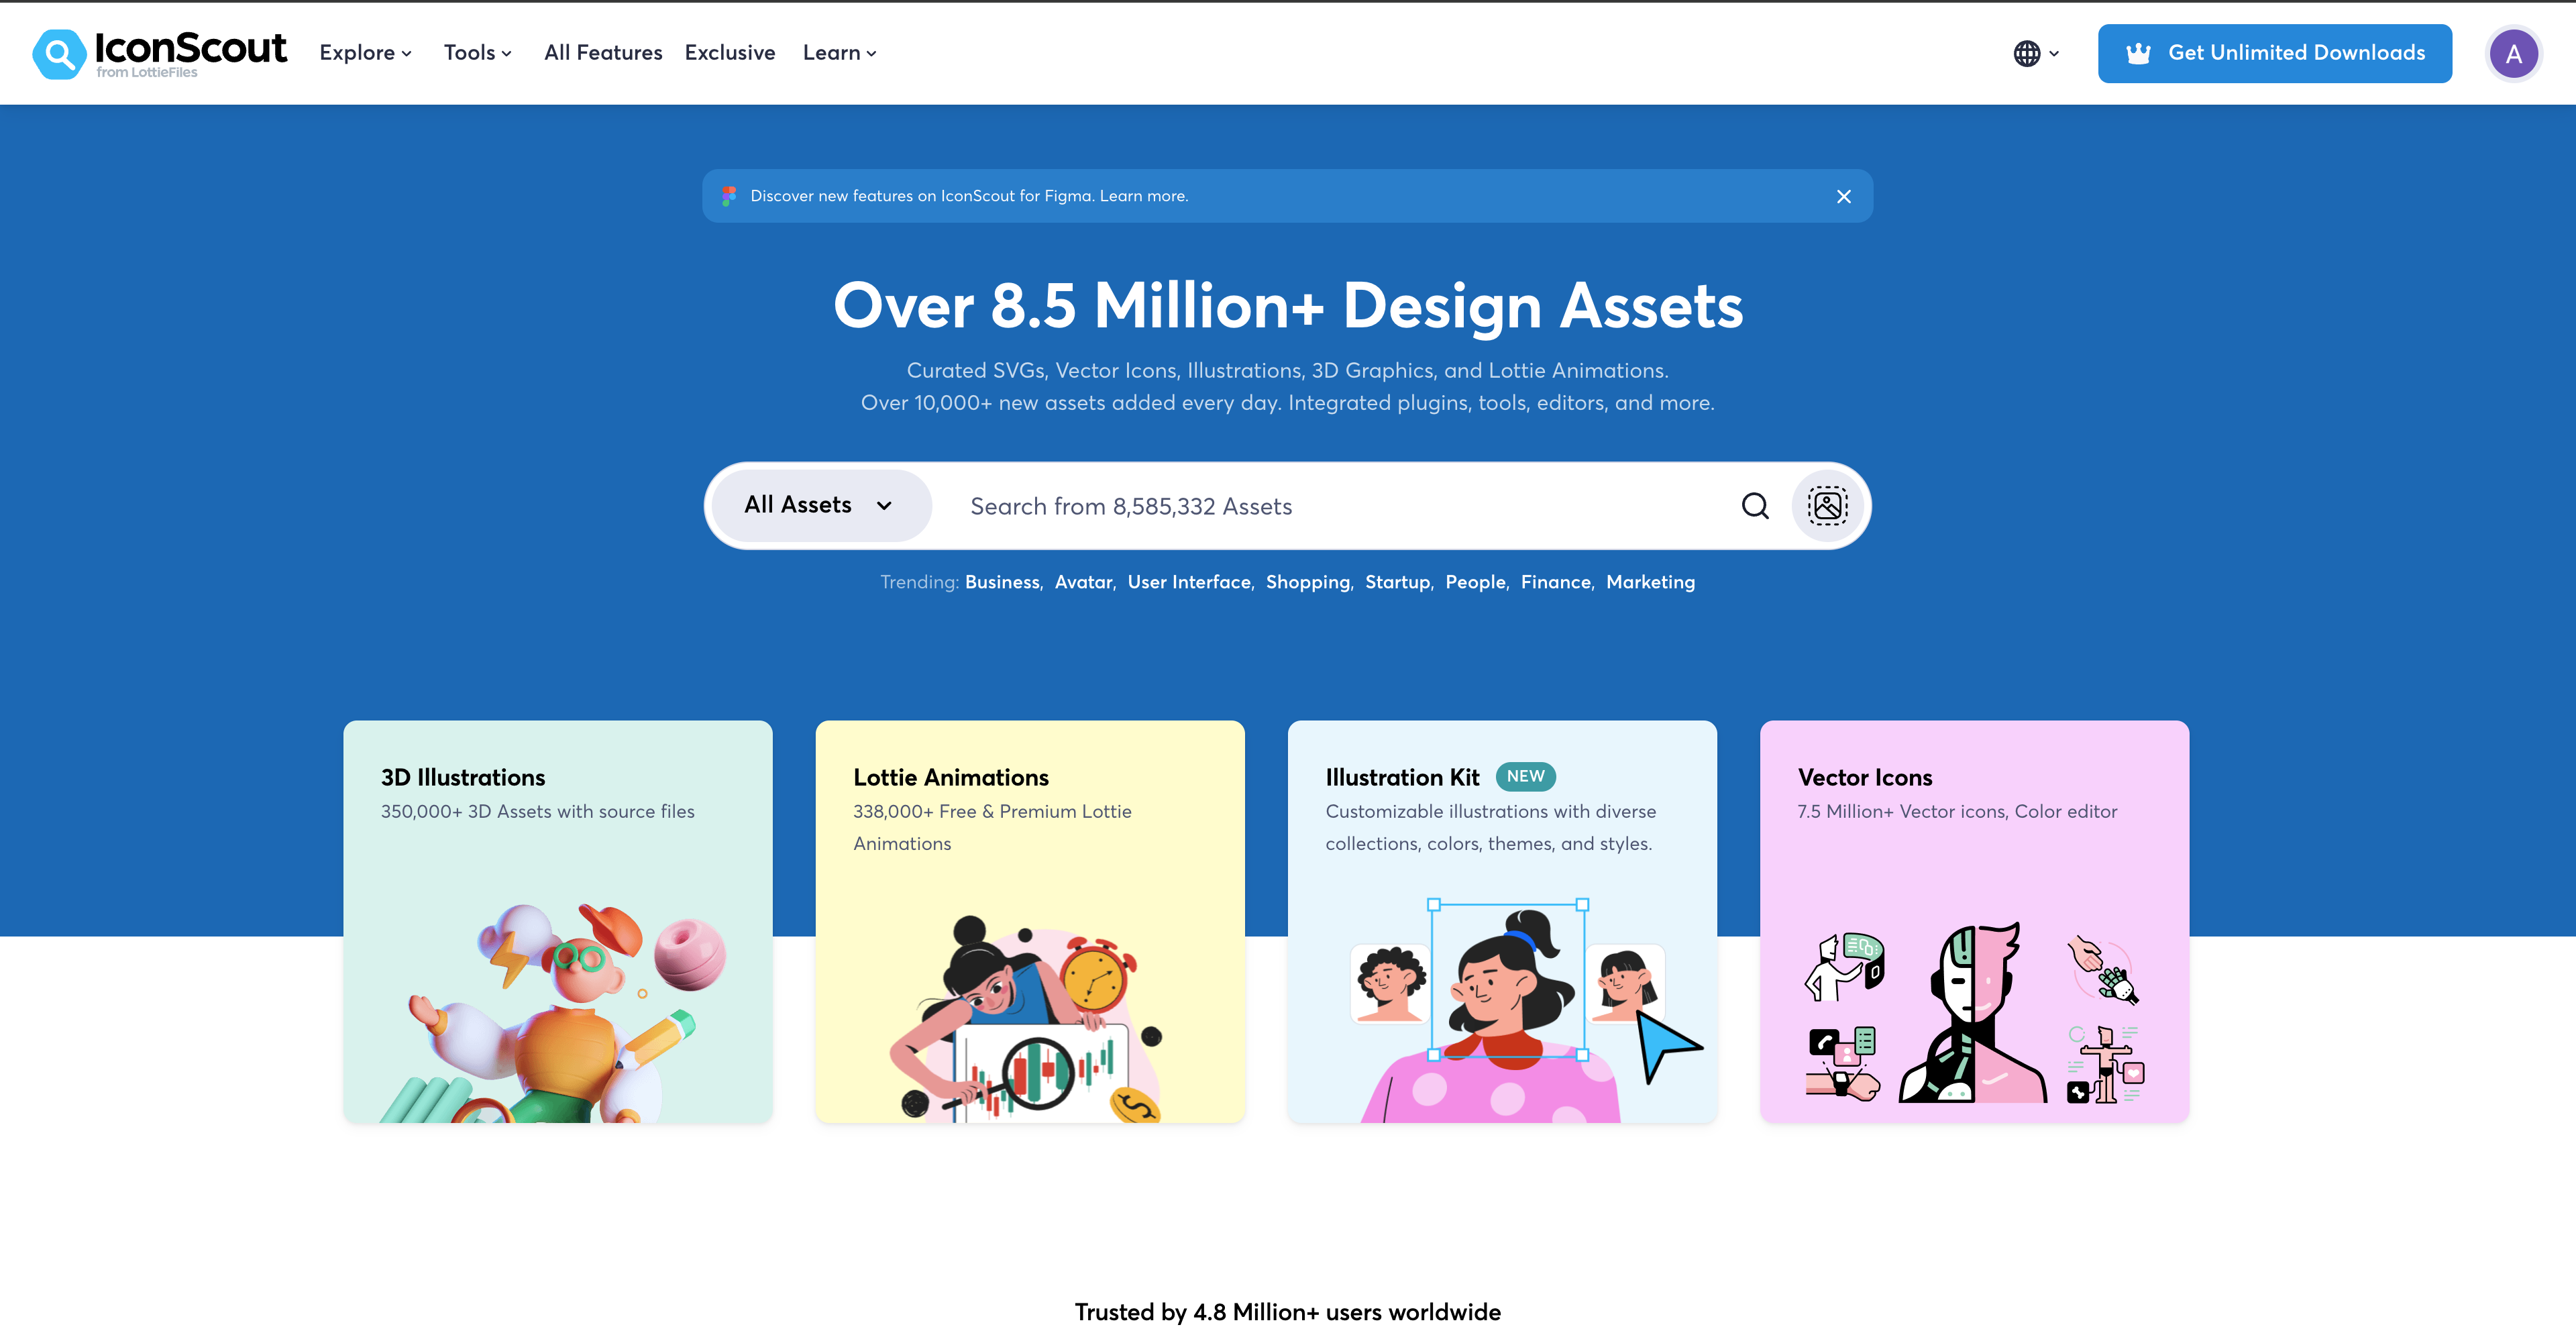 IconScout
from LottieFiles
Explore
Tools
All Features
Exclusive
Learn
Get Unlimited Downloads
A
Discover new features on IconScout for Figma. Learn more.
Over 8.5 Million+ Design Assets
Curated SVGs, Vector Icons, Illustrations, 3D Graphics, and Lottie Animations.
Over 10,000+ new assets added every day. Integrated plugins, tools, editors, and more.
All Assets
Search from 8,585,332 Assets
Trending: Business, Avatar, User Interface, Shopping, Startup, People, Finance, Marketing
3D Illustrations
350,000+ 3D Assets with source files
Lottie Animations
338,000+ Free & Premium Lottie
Animations
Illustration Kit NEW
Customizable illustrations with diverse
collections, colors, themes, and styles.
Vector Icons
7.5 Million+ Vector icons, Color editor
Trusted by 4.8 Million+ users worldwide